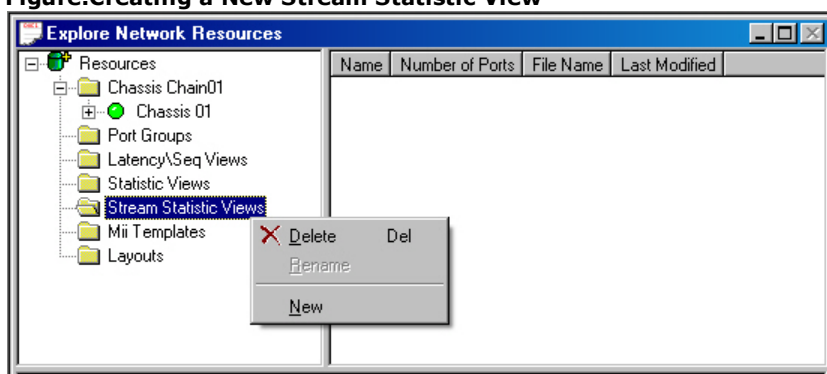 Figure:Creating a New Stream Statistic View
Explore Network Resources
Resources
Chassis Chain01
Chassis 01
Port Groups
Latency\Seq Views
Statistic Views
Stream Statistic Views
Mii Templates
Layouts
Name Number of Ports File Name Last Modified
Delete Del
Rename
New